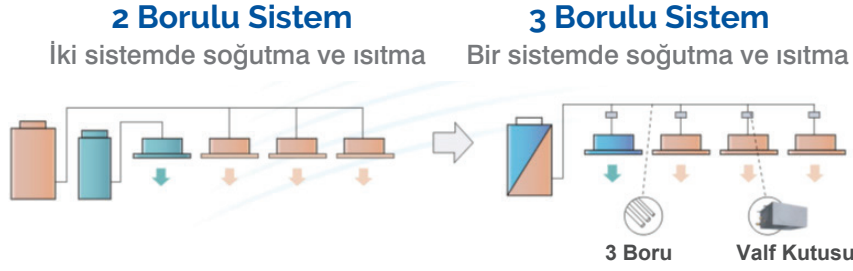 2 Borulu Sistem
İki sistemde soğutma ve ısıtma
3 Borulu Sistem
Bir sistemde soğutma ve ısıtma
3 Boru
Valf Kutusu